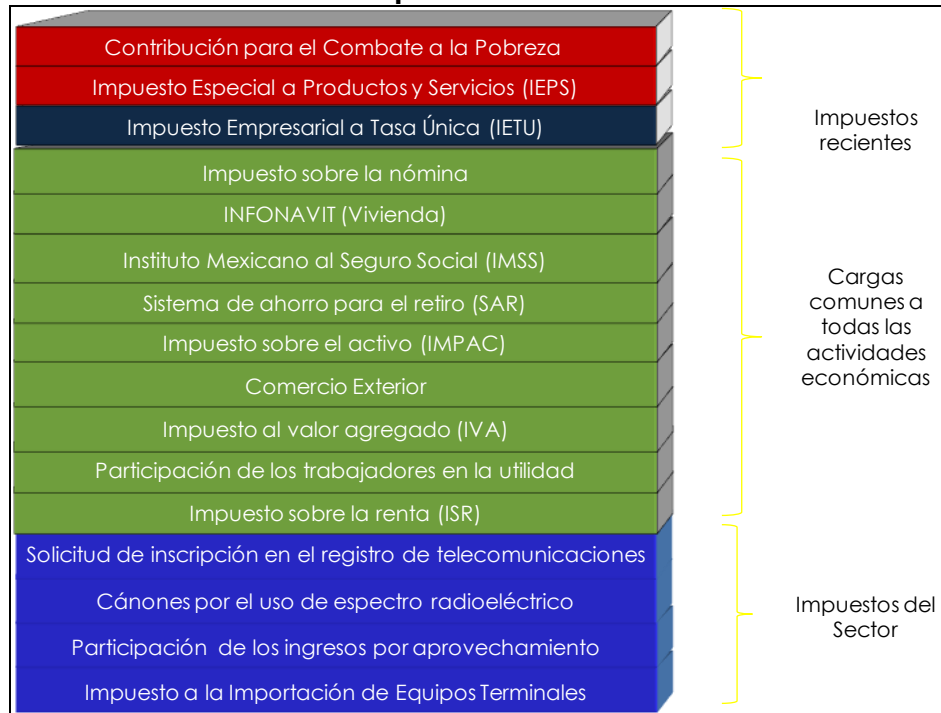 Contribución para el Combate a la Pobreza
Impuesto Especial a Productos y Servicios (IEPS)
Impuesto Empresarial a Tasa Única (IETU)
Impuestos
recientes
Impuesto sobre la nómina
INFONAVIT (Vivienda)
Instituto Mexicano al Seguro Social (IMSS)
Sistema de ahorro para el retiro (SAR)
Impuesto sobre el activo (IMPAC)
Comercio Exterior
Impuesto al valor agregado (IVA)
Participación de los trabajadores en la utilidad
Impuesto sobre la renta (ISR)
Cargas
comunes a
todas las
actividades
económicas
Solicitud de inscripción en el registro de telecomunicaciones
Cánones por el uso de espectro radioeléctrico
Participación de los ingresos por aprovechamiento
Impuesto a la Importación de Equipos Terminales
Impuestos del
Sector